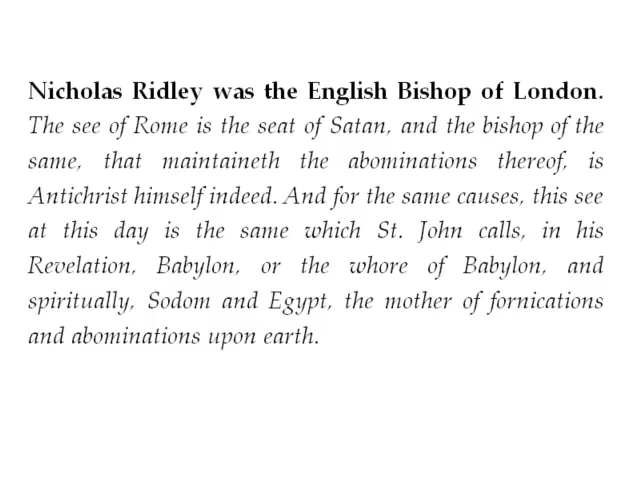 Nicholas Ridley was the English Bishop of London.
The see of Rome is the seat of Satan, and the bishop of the
same, that maintaineth the abominations thereof, is
Antichrist himself indeed. And for the same causes, this see
at this day is the same which St. John calls, in his
Revelation, Babylon, or the whore of Babylon, and
spiritually, Sodom and Egypt, the mother of fornications
and abominations upon earth.